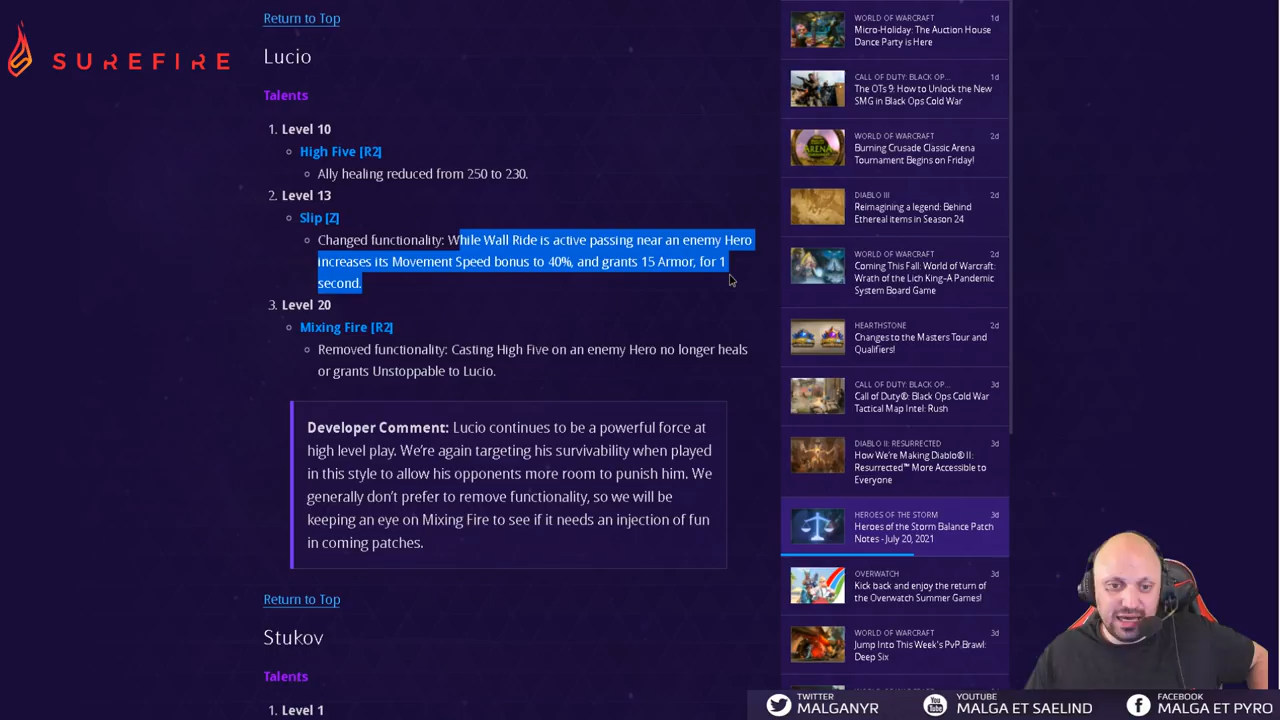 SUREFIRE
Return to Top
Lucio
Talents
1. Level 10
High Five [R2]
Ally healing reduced from 250 to 230.
2. Level 13
Slip [Z]
Changed functionality: While Wall Ride is active passing near an enemy Hero
increases its Movement Speed bonus to 40%, and grants 15 Armor, for 1
second.
3. Level 20
Mixing Fire [R2]
Removed functionality: Casting High Five on an enemy Hero no longer heals
or grants Unstoppable to Lucio.
Developer Comment: Lucio continues to be a powerful force at
high level play. We're again targeting his survivability when played
in this style to allow his opponents more room to punish him. We
generally don't prefer to remove functionality, so we will be
keeping an eye on Mixing Fire to see if it needs an injection of fun
in coming patches.
Return to Top
Stukov
Talents
1. Level 1
WORLD OF WARCRAFT 1d
Micro-Holiday: The Auction House
Dance Party is Here
CALL OF DUTY: BLACK OP... 1d
The OTs 9: How to Unlock the New
SMG in Black Ops Cold War
WORLD OF WARCRAFT 2d
Burning Crusade Classic Arena
Tournament Begins on Friday!
DIABLO III 2d
Reimagining a legend: Behind
Ethereal items in Season 24
WORLD OF WARCRAFT 2d
Coming This Fall: World of Warcraft:
Wrath of the Lich King–A Pandemic
System Board Game
HEARTHSTONE 2d
Changes to the Masters Tour and
Qualifiers!
CALL OF DUTY: BLACK OP... 3d
Call of Duty®: Black Ops Cold War
Tactical Map Intel: Rush
DIABLO II: RESURRECTED 3d
How We're Making Diablo® II:
Resurrected™ More Accessible to
Everyone
HEROES OF THE STORM 3d
Heroes of the Storm Balance Patch
Notes - July 20, 2021
OVERWATCH 3d
Kick back and enjoy the return of
the Overwatch Summer Games!
WORLD OF WARCRAFT 3d
Jump Into This Week's PvP Brawl:
Deep Six
TWITTER
MALGANYR
YOUTUBE
MALGA ET SAELIND
FACEBOOK
MALGA ET PYRO